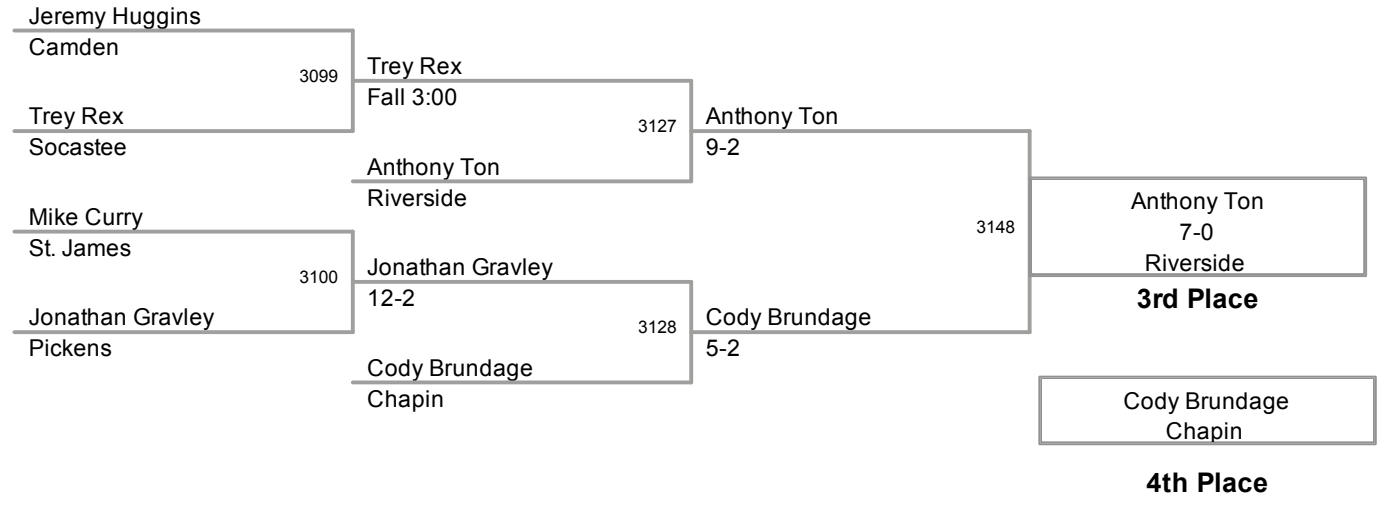 Jeremy Huggins
Camden
3099
Trey Rex
Socastee
Trey Rex
Fall 3:00
3127
Anthony Ton
Riverside
Mike Curry
St. James
3100
Jonathan Gravley
Pickens
Jonathan Gravley
12-2
3128
Cody Brundage
Chapin
Anthony Ton
9-2
3148
Cody Brundage
5-2
Anthony Ton
7-0
Riverside
3rd Place
Cody Brundage
Chapin
4th Place